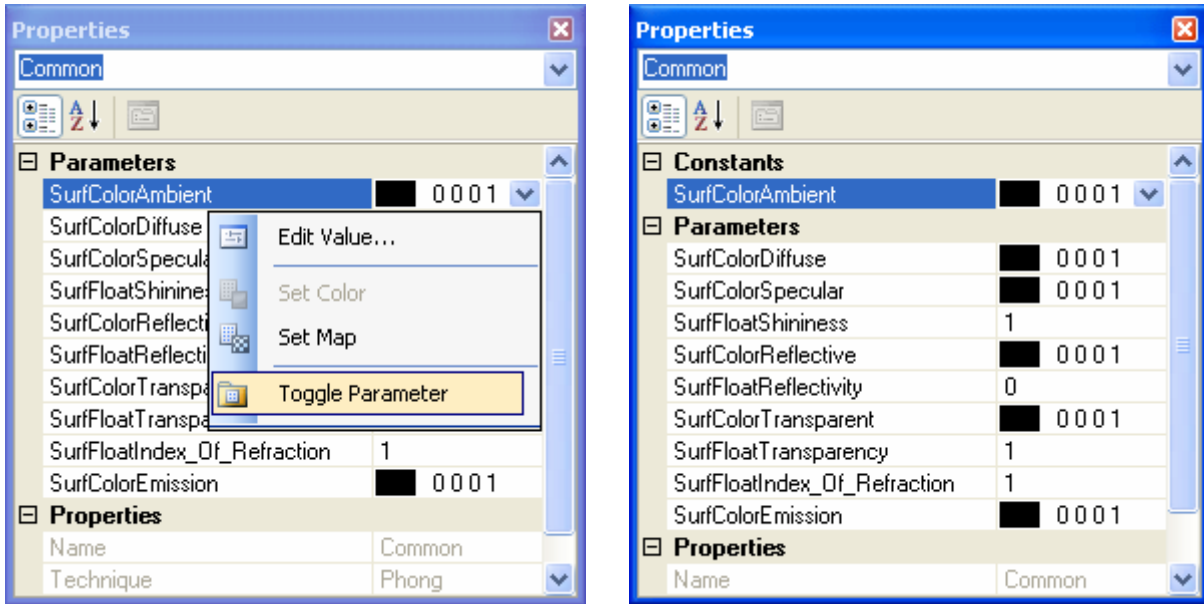 Properties
Common
A
Z
Parameters
SurfColorAmbient 0 0 0 1
SurfColorDiffuse
Edit Value...
Set Color
Set Map
Toggle Parameter
SurfFloatIndex_Of_Refraction 1
SurfColorEmission 0 0 0 1
Properties
Name Common
Technique Phong
Properties
Common
A
Z
Constants
SurfColorAmbient 0 0 0 1
Parameters
SurfColorDiffuse 0 0 0 1
SurfColorSpecular 0 0 0 1
SurfFloatShininess 1
SurfColorReflective 0 0 0 1
SurfFloatReflectivity 0
SurfColorTransparent 0 0 0 1
SurfFloatTransparency 1
SurfFloatIndex_Of_Refraction 1
SurfColorEmission 0 0 0 1
Properties
Name Common